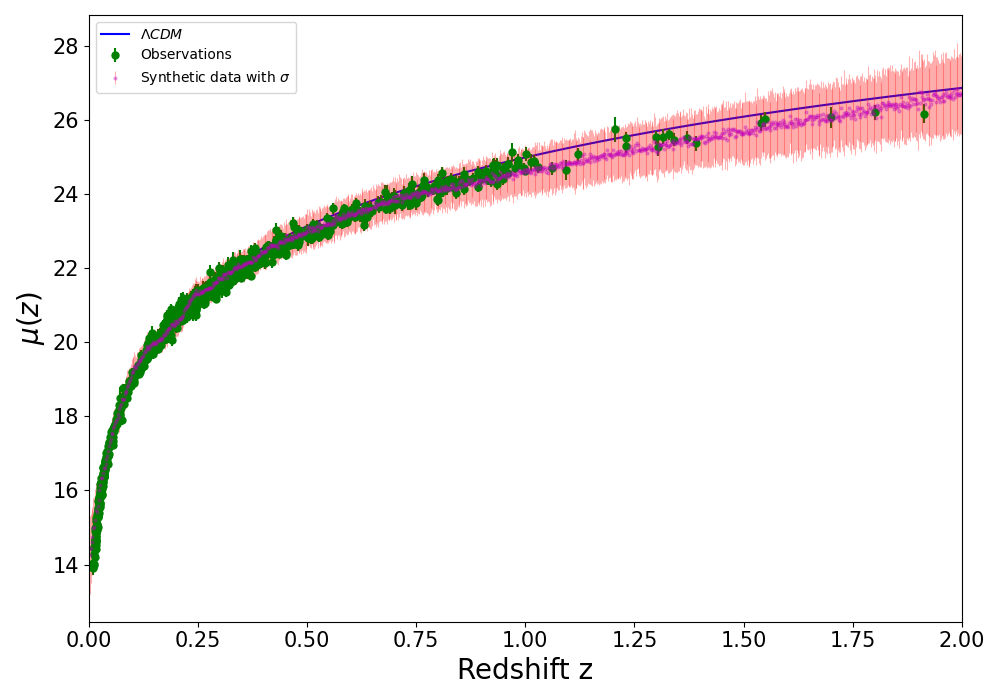 ΛCDM
Observations
Synthetic data with σ
28
26
24
22
20
18
16
14
μ(z)
0.00 0.25 0.50 0.75 1.00 1.25 1.50 1.75 2.00
Redshift z